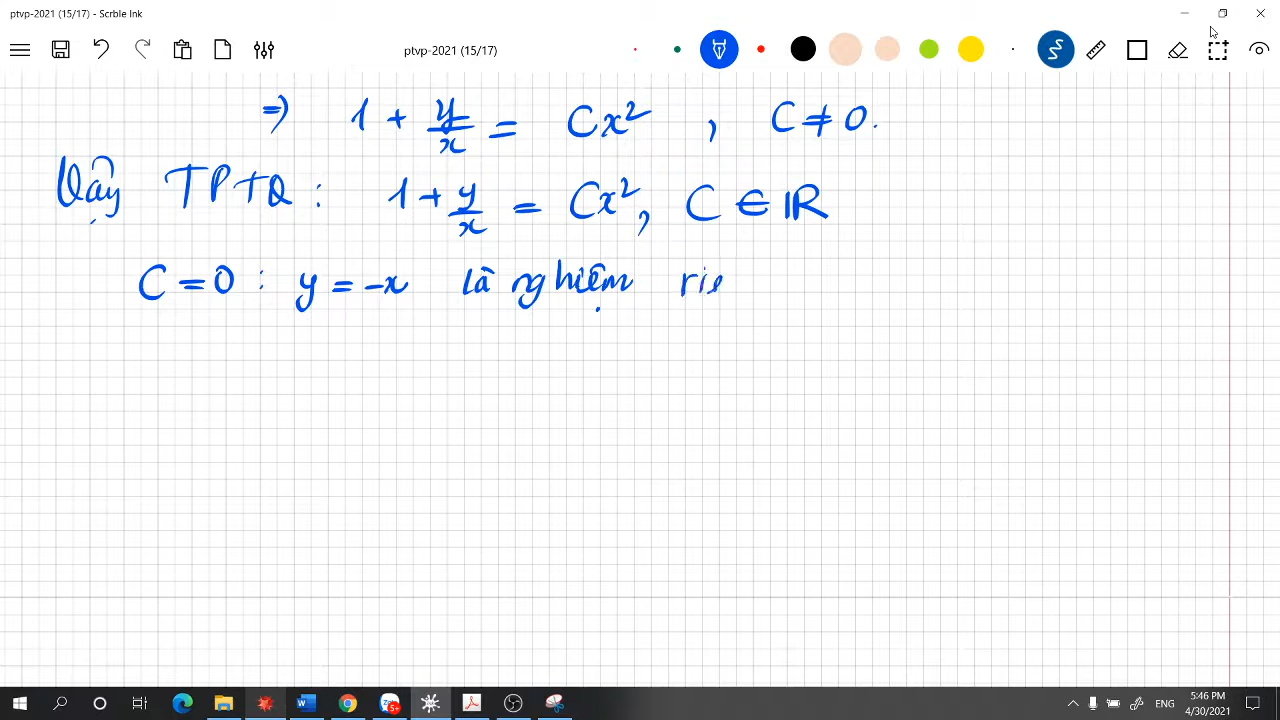 ptvp-2021 (15/17) - Scrble Ink
ptvp-2021 (15/17)
=> 1 + y/x = Cx², C ≠ 0.
Vậy TPTQ: 1 + y/x = Cx², C ∈ ℝ
C = 0 : y = -x là nghiệm riê
5+
ENG
5:46 PM
4/30/2021